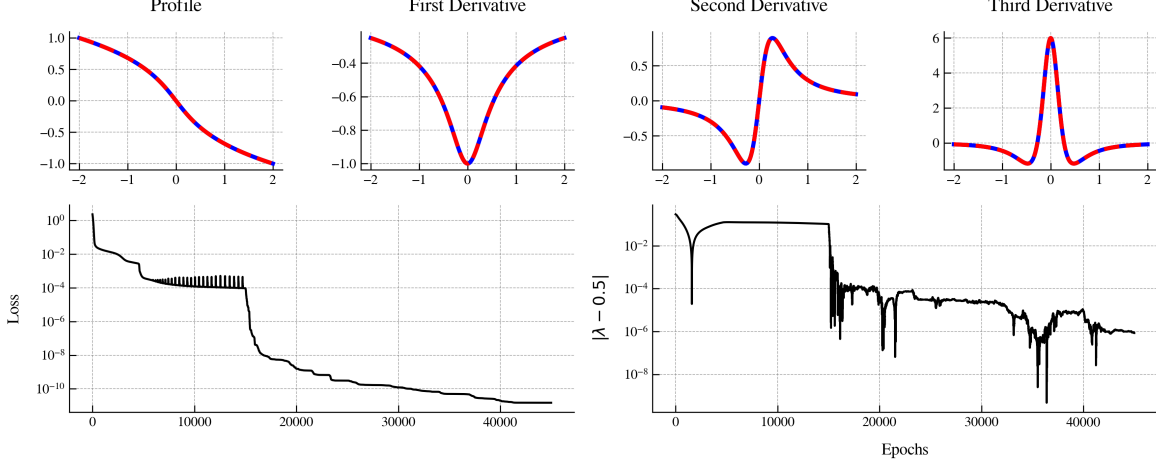 Profile First Derivative Second Derivative Third Derivative
1.0
0.5
0.0
−0.5
−1.0
−2 −1 0 1 2
−0.4
−0.6
−0.8
−1.0
−2 −1 0 1 2
0.5
0.0
−0.5
−2 −1 0 1 2
6
4
2
0
−2 −1 0 1 2
Loss
10⁰
10⁻²
10⁻⁴
10⁻⁶
10⁻⁸
10⁻¹⁰
0 10000 20000 30000 40000
|λ − 0.5|
10⁻²
10⁻⁴
10⁻⁶
10⁻⁸
0 10000 20000 30000 40000
Epochs